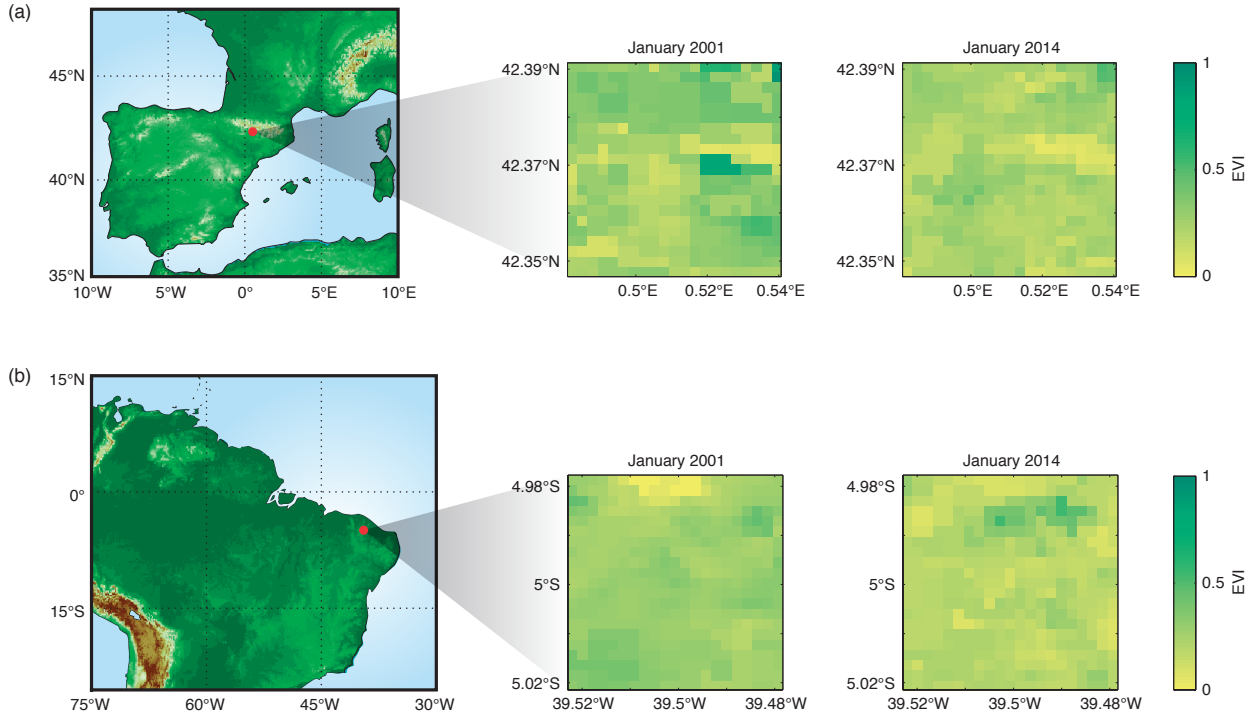 (a)
45°N
40°N
35°N
10°W 5°W 0° 5°E 10°E
January 2001
42.39°N
42.37°N
42.35°N
0.5°E 0.52°E 0.54°E
January 2014
42.39°N
42.37°N
42.35°N
0.5°E 0.52°E 0.54°E
1
0.5
0
EVI
(b)
15°N
0°
15°S
75°W 60°W 45°W 30°W
January 2001
4.98°S
5°S
5.02°S
39.52°W 39.5°W 39.48°W
January 2014
4.98°S
5°S
5.02°S
39.52°W 39.5°W 39.48°W
1
0.5
0
EVI